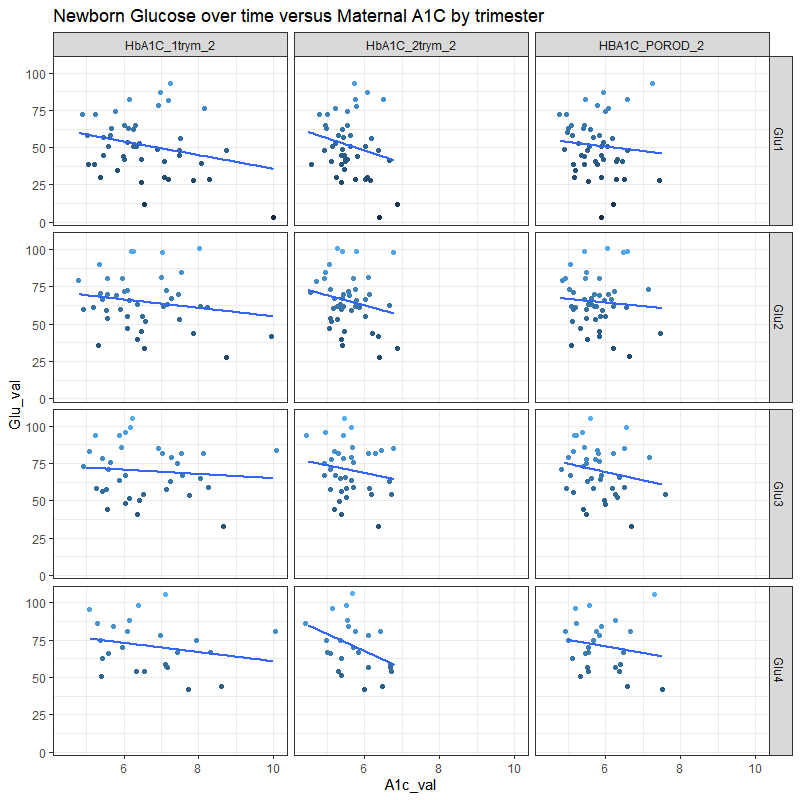 Newborn Glucose over time versus Maternal A1C by trimester
HbA1C_1trym_2 HbA1C_2trym_2 HBA1C_POROD_2
100
75
50
25
0
Glu1
100
75
50
25
0
Glu2
Glu_val
100
75
50
25
0
Glu3
100
75
50
25
0
Glu4
6 8 10 6 8 10 6 8 10
A1c_val